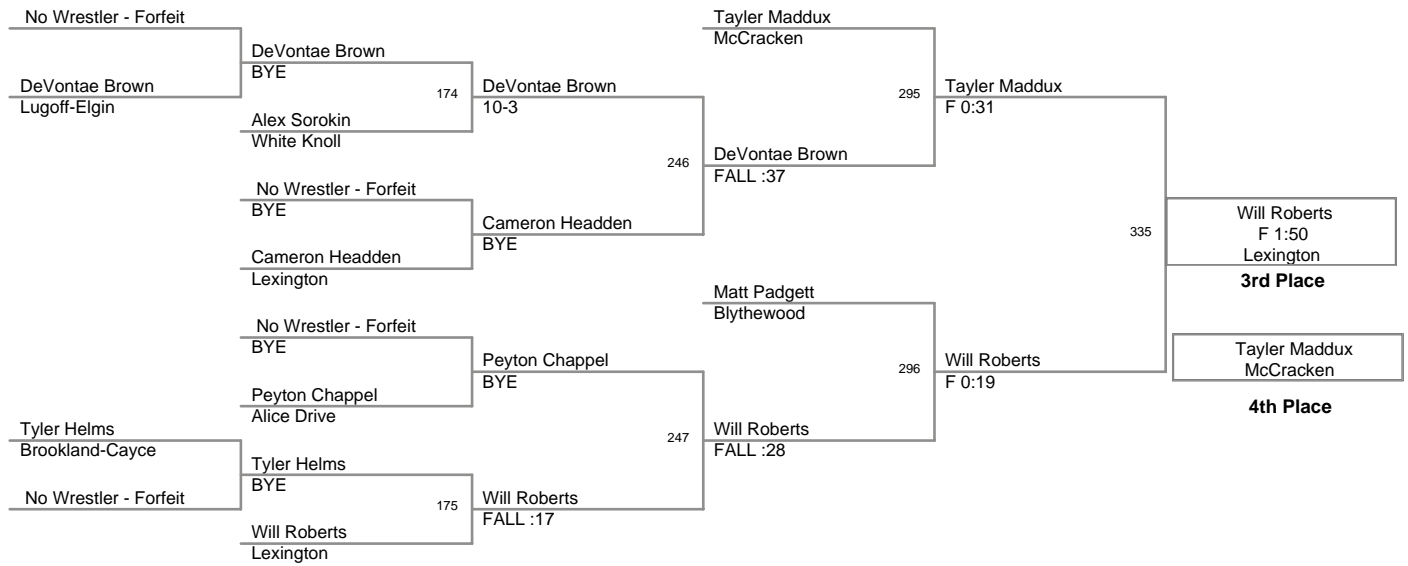 No Wrestler - Forfeit
DeVontae Brown
Lugoff-Elgin
DeVontae Brown
BYE
174
Alex Sorokin
White Knoll
No Wrestler - Forfeit
BYE
Cameron Headden
Lexington
No Wrestler - Forfeit
BYE
Peyton Chappel
Alice Drive
Tyler Helms
Brookland-Cayce
No Wrestler - Forfeit
Tyler Helms
BYE
175
Will Roberts
Lexington
DeVontae Brown
10-3
246
Cameron Headden
BYE
Peyton Chappel
BYE
247
Will Roberts
FALL :17
Tayler Maddux
McCracken
295
DeVontae Brown
FALL :37
Matt Padgett
Blythewood
296
Will Roberts
FALL :28
Tayler Maddux
F 0:31
335
Will Roberts
F 0:19
Will Roberts
F 1:50
Lexington
3rd Place
Tayler Maddux
McCracken
4th Place